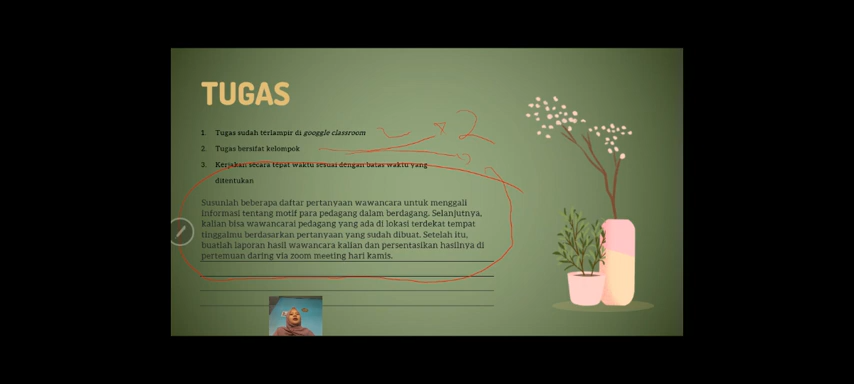 TUGAS
1. Tugas sudah terlampir di googgle classroom
2. Tugas bersifat kelompok
3. Kerjakan secara tepat waktu sesuai dengan batas waktu yang
ditentukan
Susunlah beberapa daftar pertanyaan wawancara untuk menggali
informasi tentang motif para pedagang dalam berdagang. Selanjutnya,
kalian bisa wawancarai pedagang yang ada di lokasi terdekat tempat
tinggalmu berdasarkan pertanyaan yang sudah dibuat. Setelah itu,
buatlah laporan hasil wawancara kalian dan persentasikan hasilnya di
pertemuan daring via zoom meeting hari kamis.